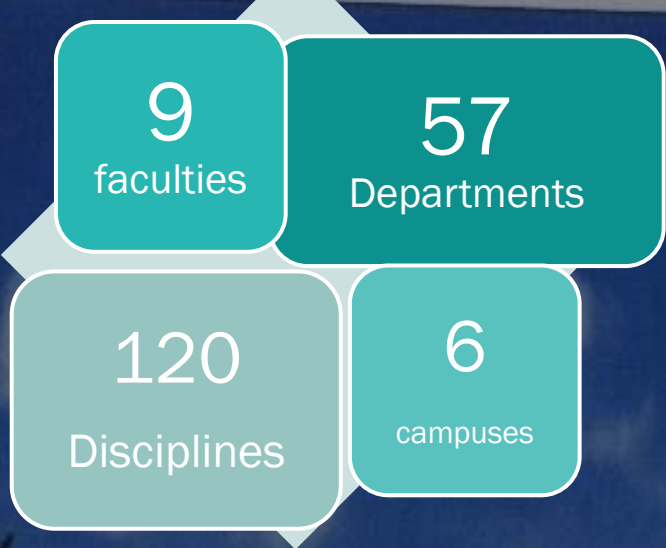 9
faculties
57
Departments
120
Disciplines
6
campuses